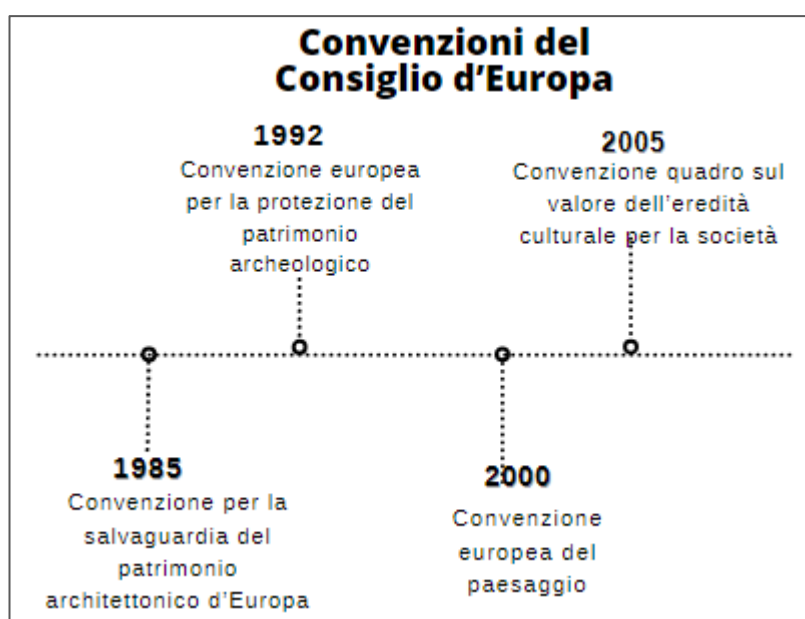 Convenzioni del
Consiglio d'Europa
1992
Convenzione europea
per la protezione del
patrimonio
archeologico
2005
Convenzione quadro sul
valore dell'eredità
culturale per la società
1985
Convenzione per la
salvaguardia del
patrimonio
architettonico d'Europa
2000
Convenzione
europea del
paesaggio